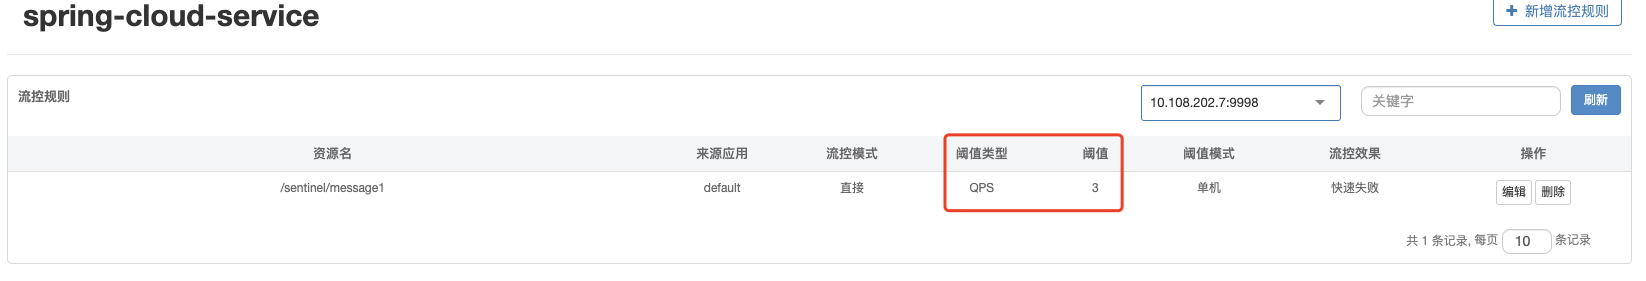 spring-cloud-service
+ 新增流控规则
流控规则
10.108.202.7:9998
关键字
刷新
资源名 来源应用 流控模式 阈值类型 阈值 阈值模式 流控效果 操作
/sentinel/message1 default 直接 QPS 3 单机 快速失败 编辑 删除
共 1 条记录, 每页 10 条记录